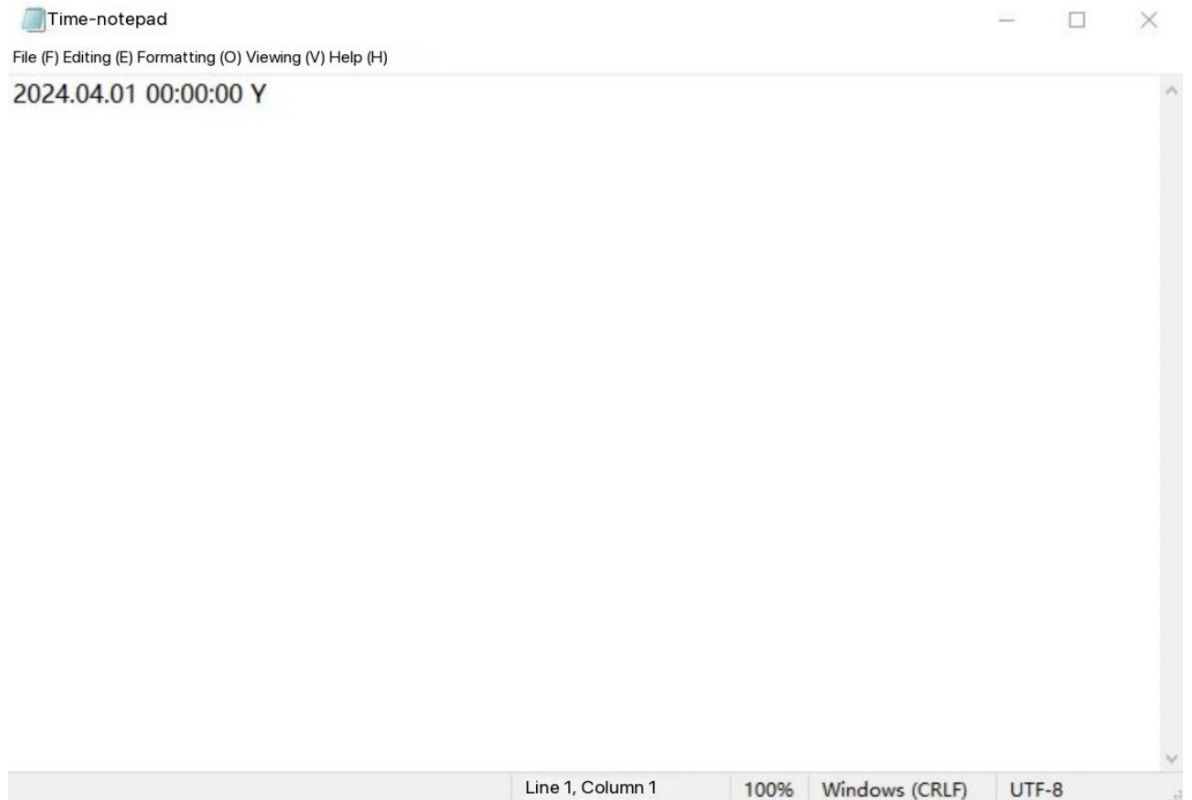 Time-notepad
File (F) Editing (E) Formatting (O) Viewing (V) Help (H)
2024.04.01 00:00:00 Y
Line 1, Column 1 100% Windows (CRLF) UTF-8